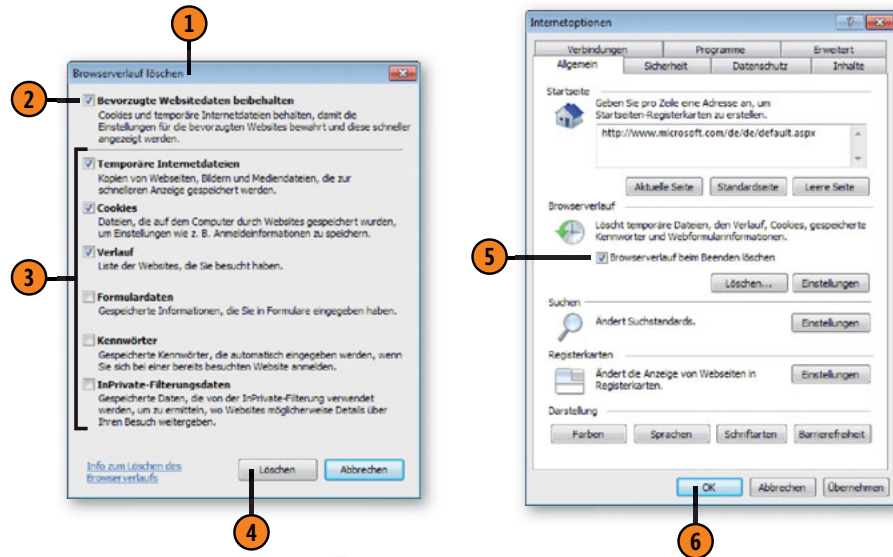 1
Browserverlauf löschen
2
Bevorzugte Websitedaten beibehalten
Cookies und temporäre Internetdateien behalten, damit die
Einstellungen für die bevorzugten Websites bewahrt und diese schneller
angezeigt werden.
3
Temporäre Internetdateien
Kopien von Webseiten, Bildern und Mediendateien, die zur
schnelleren Anzeige gespeichert werden.
Cookies
Dateien, die auf dem Computer durch Websites gespeichert wurden,
um Einstellungen wie z. B. Anmeldeinformationen zu speichern.
Verlauf
Liste der Websites, die Sie besucht haben.
Formulardaten
Gespeicherte Informationen, die Sie in Formulare eingegeben haben.
Kennwörter
Gespeicherte Kennwörter, die automatisch eingegeben werden, wenn
Sie sich bei einer bereits besuchten Website anmelden.
InPrivate-Filterungsdaten
Gespeicherte Daten, die von der InPrivate-Filterung verwendet
werden, um zu ermitteln, wo Websites möglicherweise Details über
Ihren Besuch weitergeben.
Info zum Löschen des
Browserverlaufs
Löschen
Abbrechen
4
Internetoptionen
Verbindungen Programme Erweitert
Allgemein Sicherheit Datenschutz Inhalte
Startseite
Geben Sie pro Zeile eine Adresse an, um
Startseiten-Registerkarten zu erstellen.
http://www.microsoft.com/de/de/default.aspx
Aktuelle Seite Standardseite Leere Seite
Browserverlauf
Löscht temporäre Dateien, den Verlauf, Cookies, gespeicherte
Kennwörter und Webformularinformationen.
5
Browserverlauf beim Beenden löschen
Löschen... Einstellungen
Suchen
Ändert Suchstandards.
Einstellungen
Registerkarten
Ändert die Anzeige von Webseiten in
Registerkarten.
Einstellungen
Darstellung
Farben Sprachen Schriftarten Barrierefreiheit
OK Abbrechen Übernehmen
6